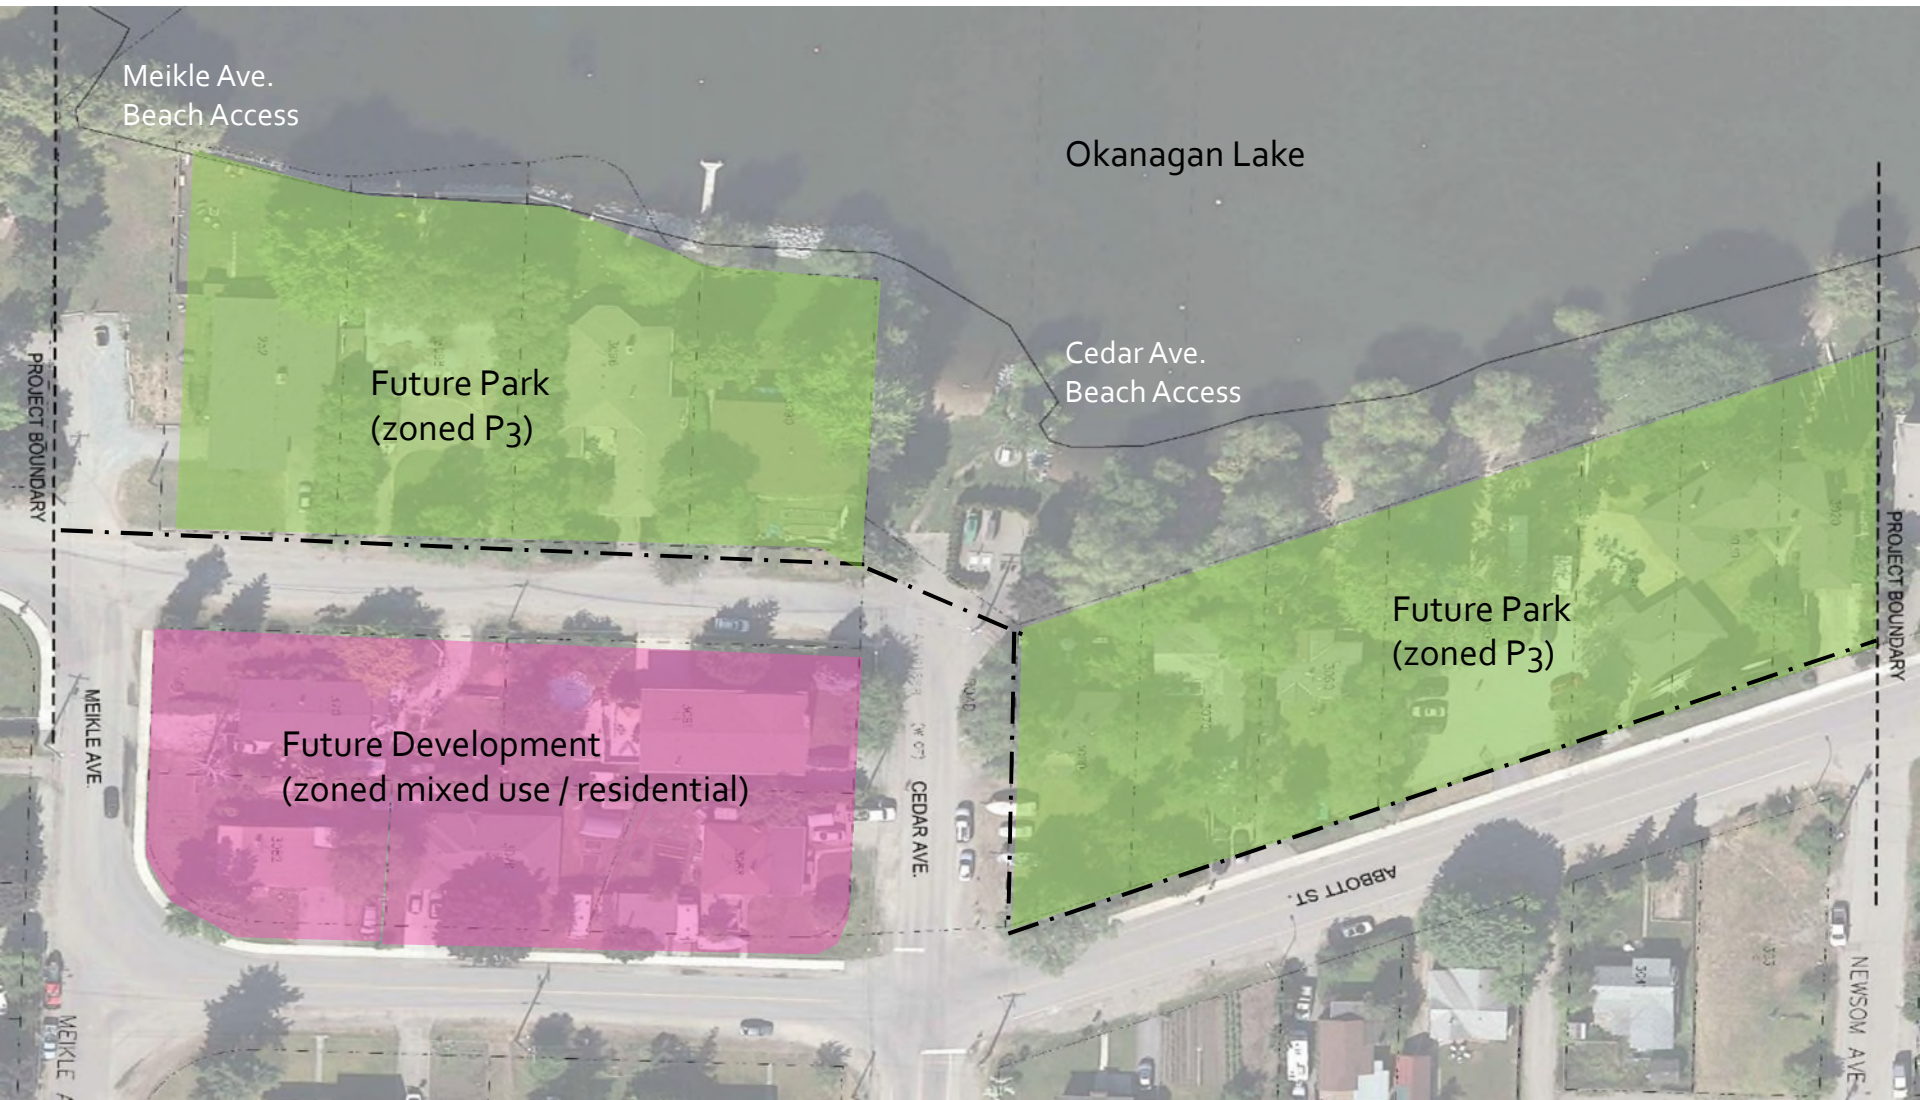 Meikle Ave.
Beach Access
Okanagan Lake
Cedar Ave.
Beach Access
Future Park
(zoned P3)
Future Park
(zoned P3)
Future Development
(zoned mixed use / residential)
PROJECT BOUNDARY
PROJECT BOUNDARY
MEIKLE AVE.
CEDAR AVE.
ROAD
ABBOTT ST.
NEWSOM AVE
MEIKLE A